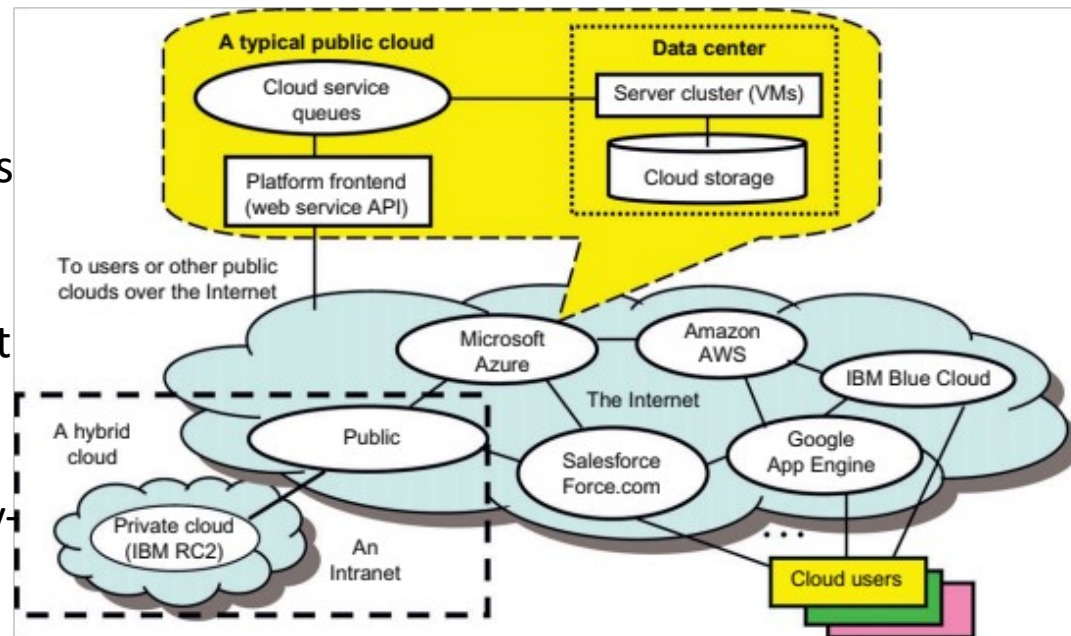 A typical public cloud
Data center
Cloud service
queues
Server cluster (VMs)
Platform frontend
(web service API)
Cloud storage
s
To users or other public
clouds over the Internet
t
Microsoft
Azure
Amazon
AWS
IBM Blue Cloud
The Internet
A hybrid
cloud
Public
Salesforce
Force.com
Google
App Engine
Private cloud
(IBM RC2)
An
Intranet
...
Cloud users